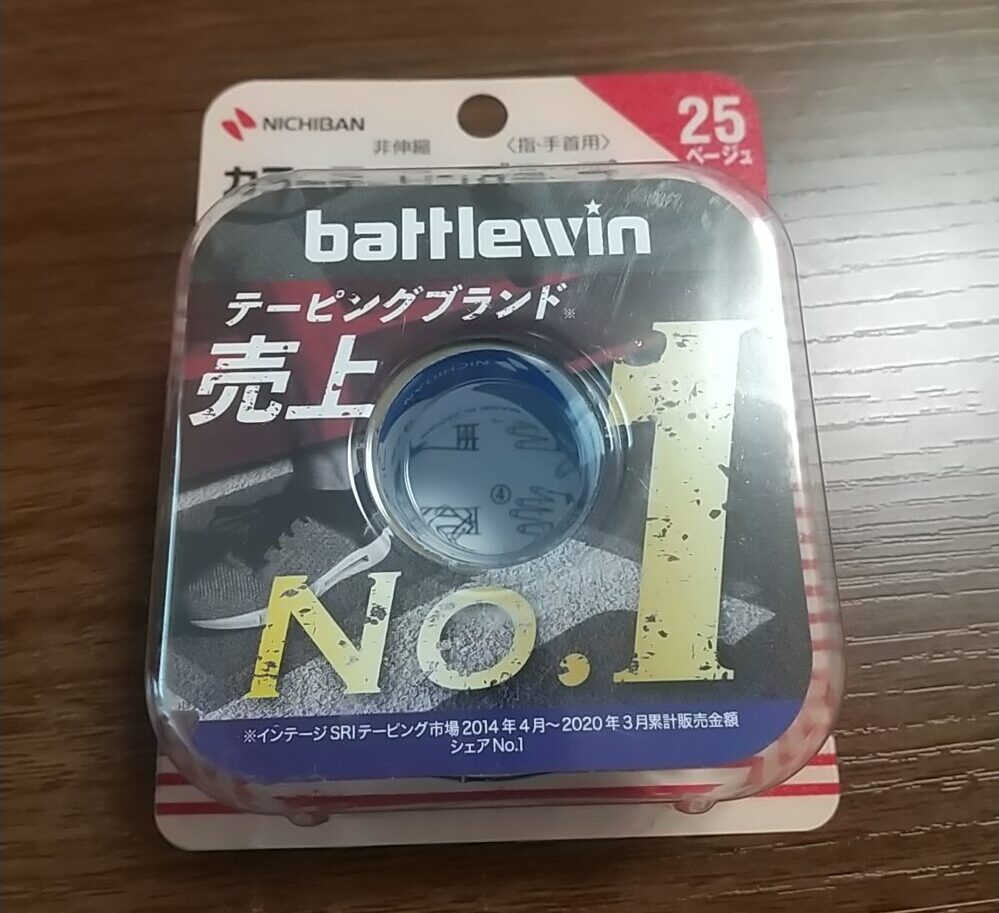 NICHIBAN
25
ベージュ
非伸縮 〈指・手首用〉
battlewin
テーピングブランド※
売上
No.1
NICHIBAN
④
※インテージSRIテーピング市場2014年4月～2020年3月累計販売金額
シェアNo.1